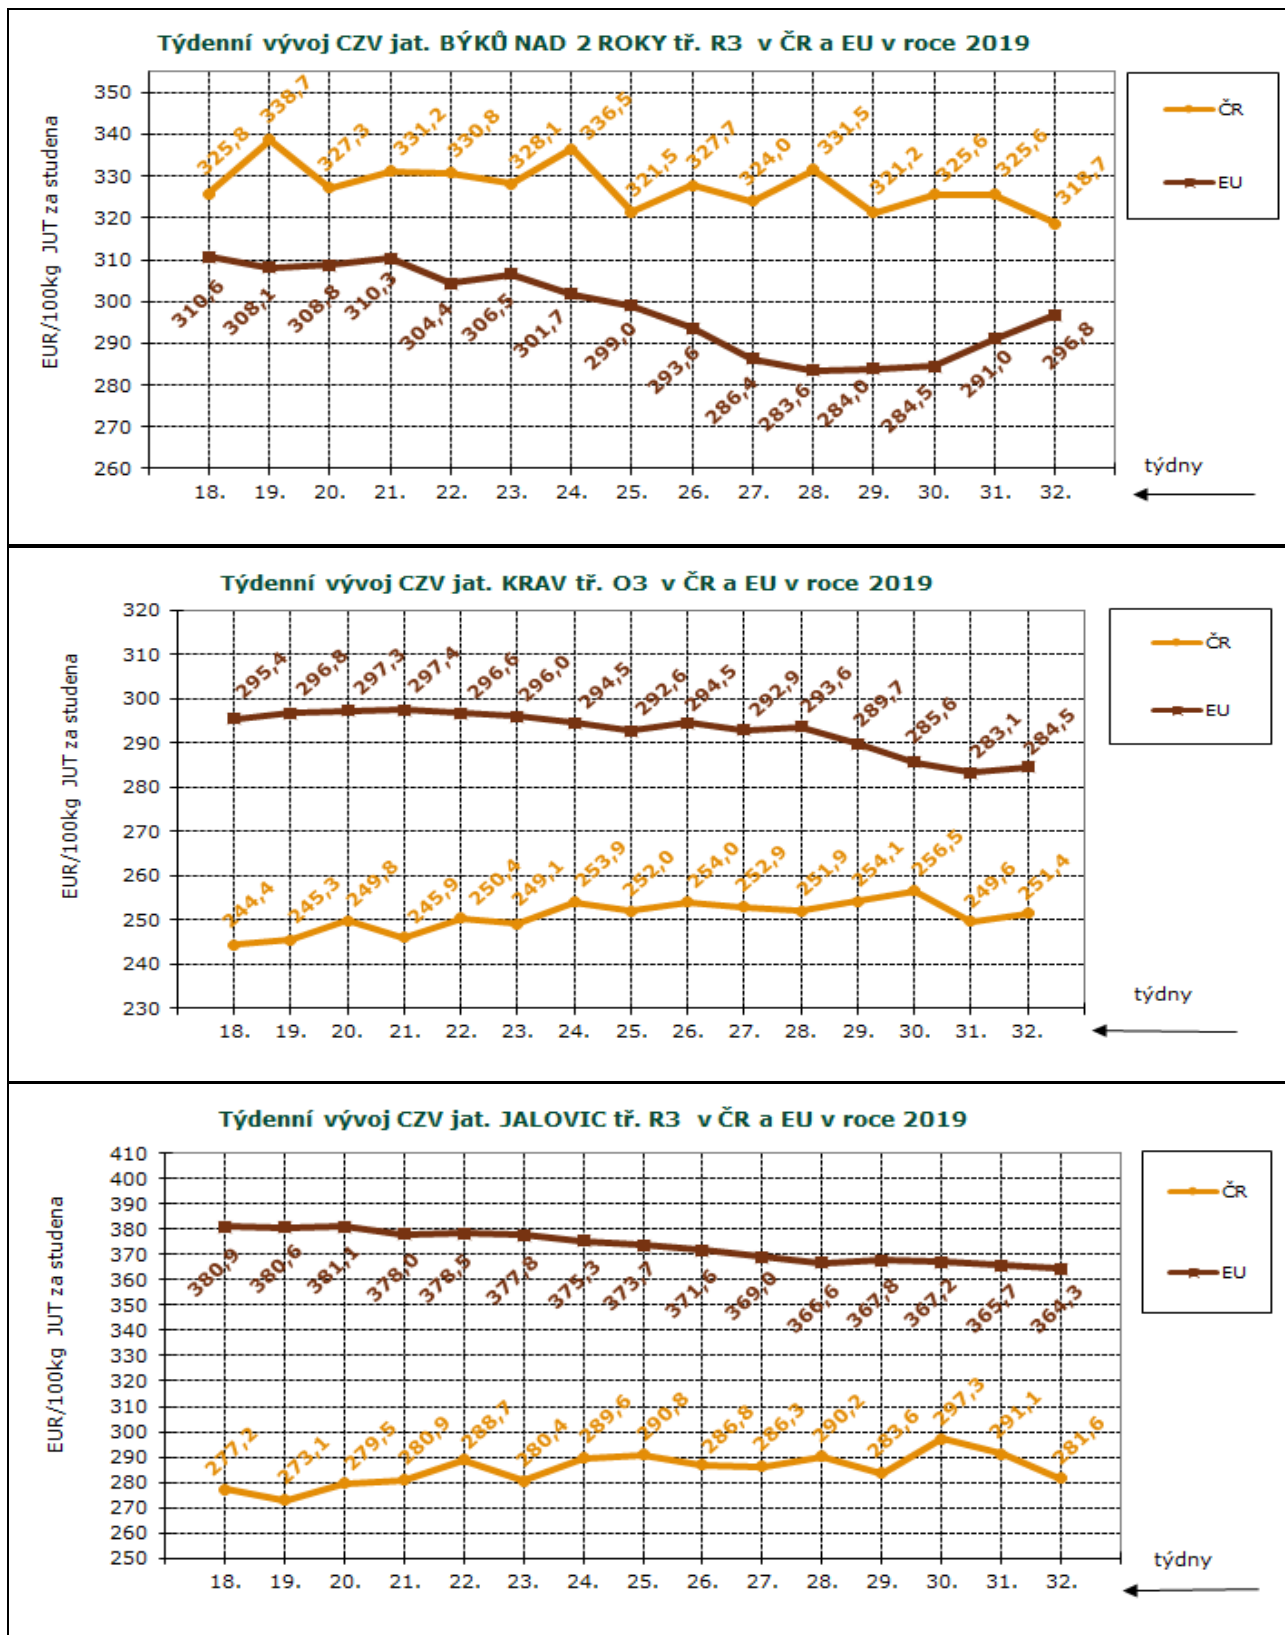 Týdenní vývoj CZV jat. BÝKŮ NAD 2 ROKY tř. R3 v ČR a EU v roce 2019
EUR/100kg JUT za studena
350
340
330
320
310
300
290
280
270
260
325,8 338,7 327,3 331,2 330,8 328,1 336,5 321,5 327,7 324,0 331,5 321,2 325,6 325,6 318,7
310,6 308,1 308,8 310,3 304,4 306,5 301,7 299,0 293,6 286,4 283,6 284,0 284,5 291,0 296,8
18. 19. 20. 21. 22. 23. 24. 25. 26. 27. 28. 29. 30. 31. 32.
týdny
ČR
EU
Týdenní vývoj CZV jat. KRAV tř. O3 v ČR a EU v roce 2019
EUR/100kg JUT za studena
320
310
300
290
280
270
260
250
240
230
295,4 296,8 297,3 297,4 296,6 296,0 294,5 292,6 294,5 292,9 293,6 289,7 285,6 283,1 284,5
244,4 245,3 249,8 245,9 250,4 249,1 253,9 252,0 254,0 252,9 251,9 254,1 256,5 249,6 251,4
18. 19. 20. 21. 22. 23. 24. 25. 26. 27. 28. 29. 30. 31. 32.
týdny
ČR
EU
Týdenní vývoj CZV jat. JALOVIC tř. R3 v ČR a EU v roce 2019
EUR/100kg JUT za studena
410
400
390
380
370
360
350
340
330
320
310
300
290
280
270
260
250
380,9 380,6 381,1 378,0 378,5 377,8 375,3 373,7 371,6 369,0 366,6 367,8 367,2 365,7 364,3
277,2 273,1 279,5 280,9 288,7 280,4 289,6 290,8 286,8 286,3 290,2 283,6 297,3 291,1 281,6
18. 19. 20. 21. 22. 23. 24. 25. 26. 27. 28. 29. 30. 31. 32.
týdny
ČR
EU